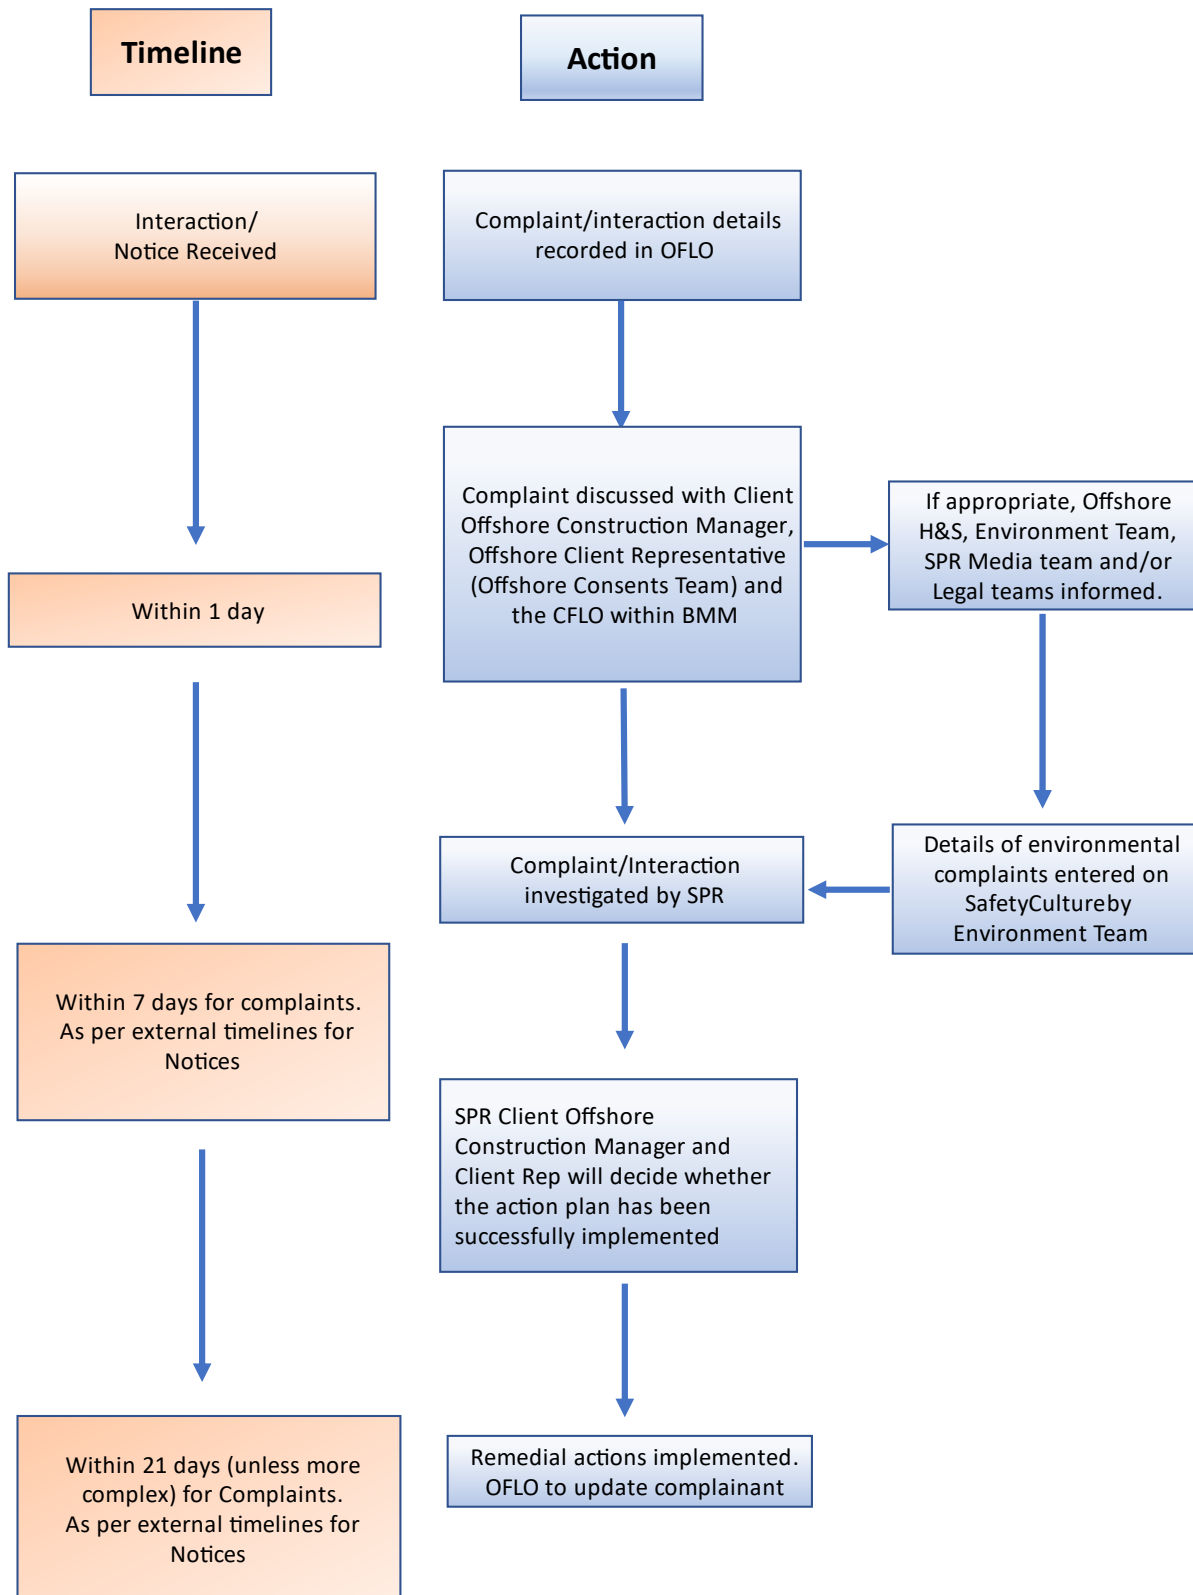 Timeline
Action
Interaction/
Notice Received
Complaint/interaction details
recorded in OFLO
Complaint discussed with Client
Offshore Construction Manager,
Offshore Client Representative
(Offshore Consents Team) and
the CFLO within BMM
If appropriate, Offshore
H&S, Environment Team,
SPR Media team and/or
Legal teams informed.
Within 1 day
Complaint/Interaction
investigated by SPR
Details of environmental
complaints entered on
SafetyCultureby
Environment Team
Within 7 days for complaints.
As per external timelines for
Notices
SPR Client Offshore
Construction Manager and
Client Rep will decide whether
the action plan has been
successfully implemented
Within 21 days (unless more
complex) for Complaints.
As per external timelines for
Notices
Remedial actions implemented.
OFLO to update complainant